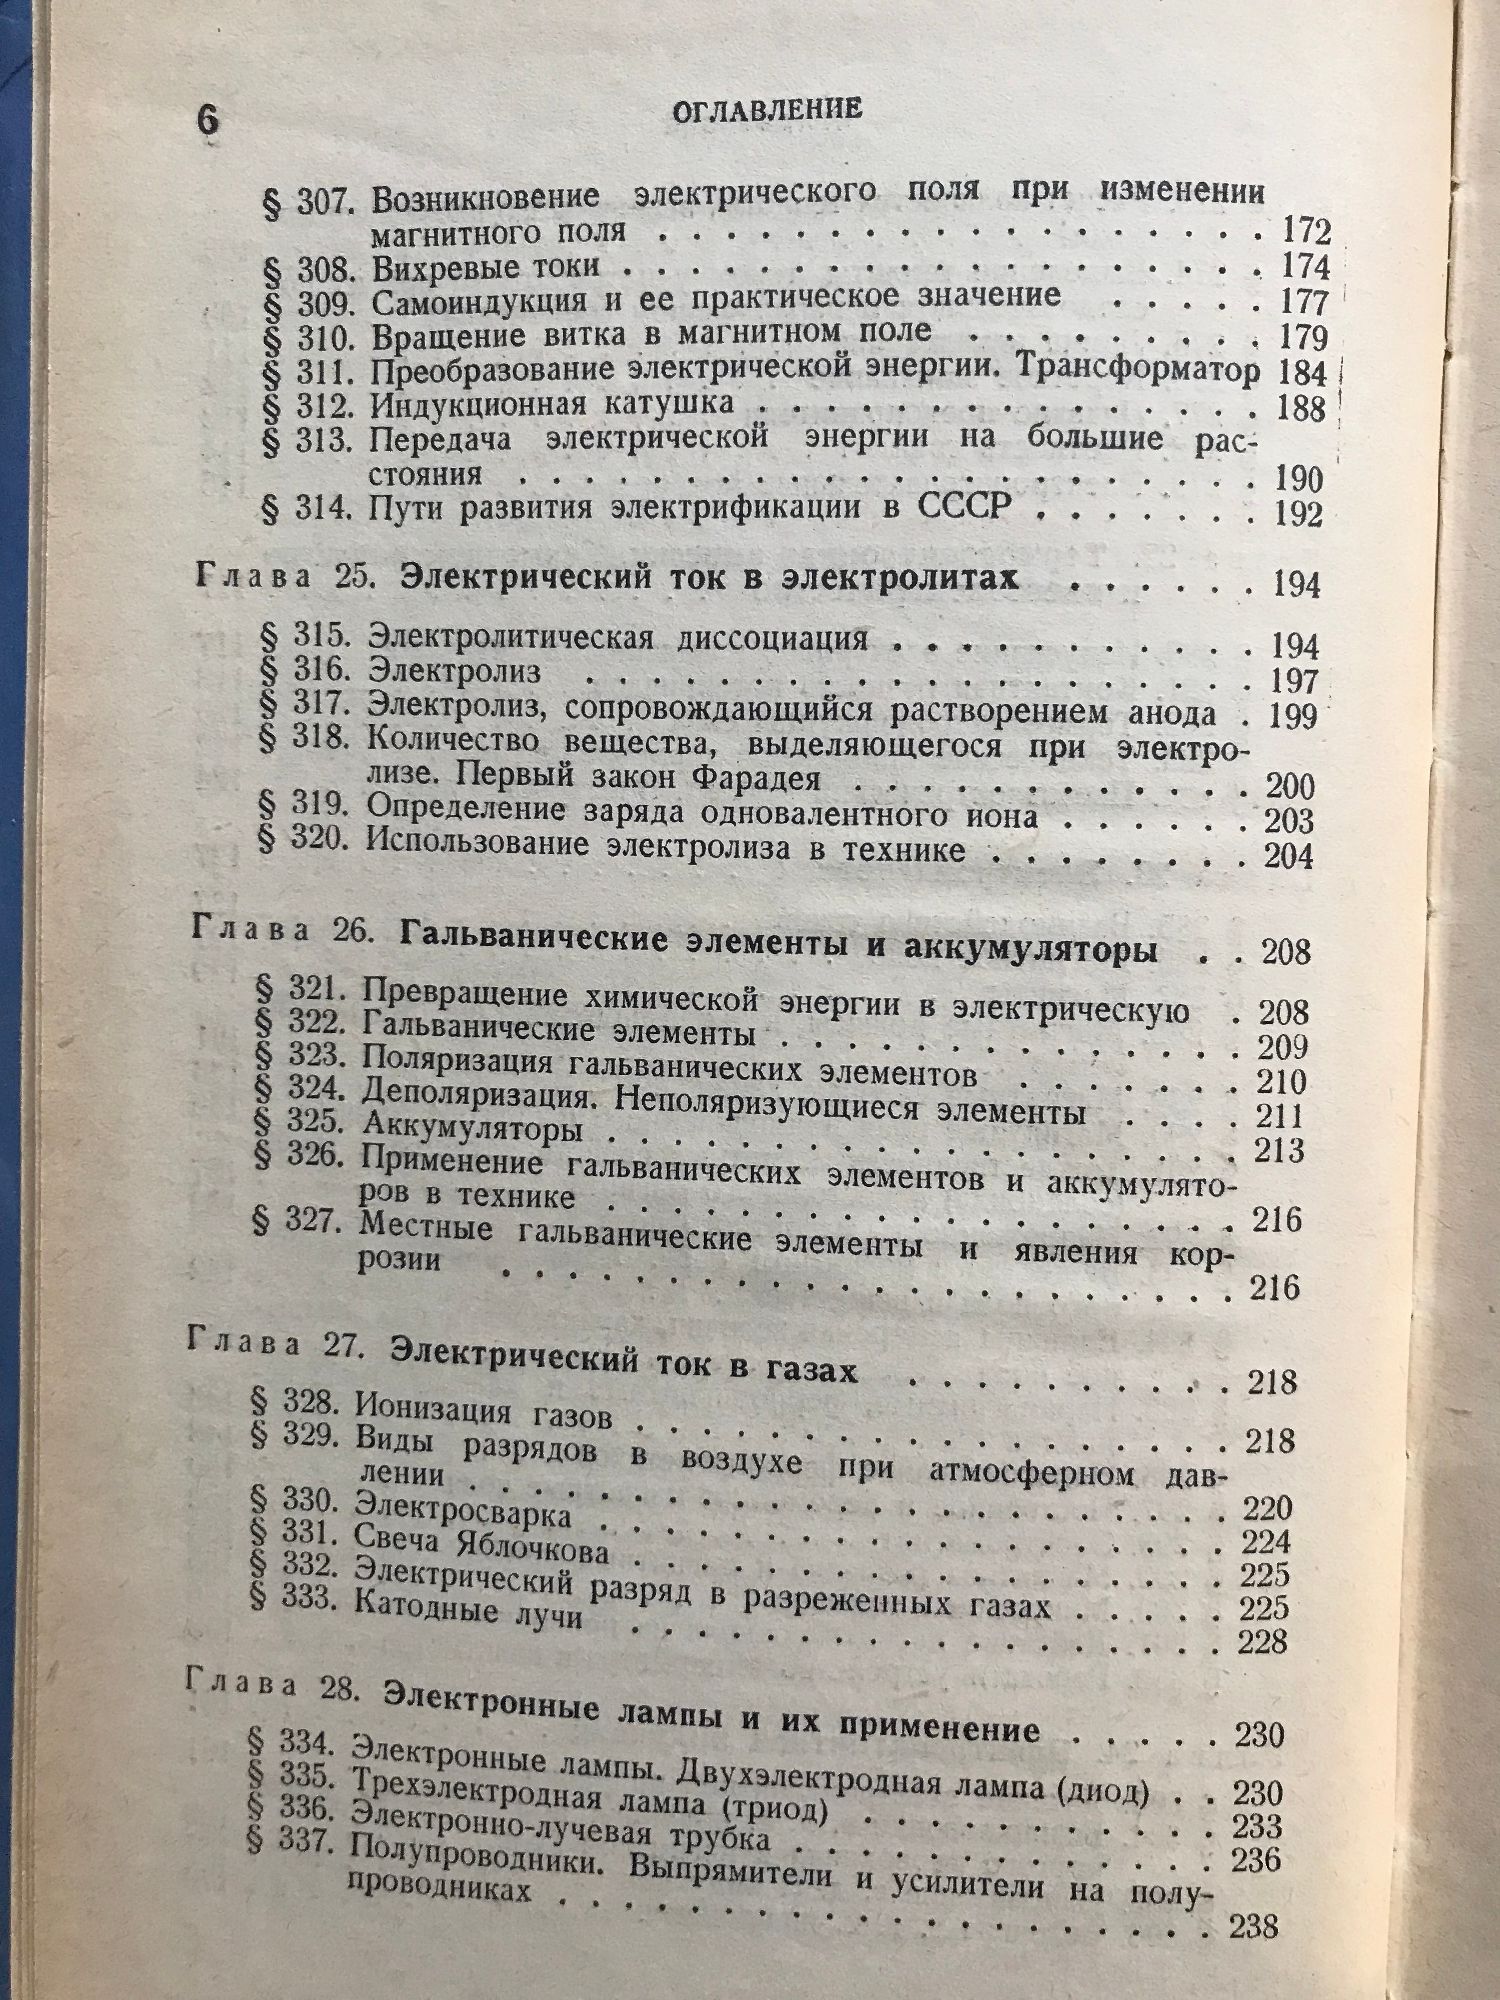 6
ОГЛАВЛЕНИЕ
§ 307. Возникновение электрического поля при изменении
магнитного поля . . . . . . . . . . . . . . . . . . 172
§ 308. Вихревые токи . . . . . . . . . . . . . . . . . . . 174
§ 309. Самоиндукция и ее практическое значение . . . . . 177
§ 310. Вращение витка в магнитном поле . . . . . . . . . 179
§ 311. Преобразование электрической энергии. Трансформатор 184
§ 312. Индукционная катушка . . . . . . . . . . . . . . . 188
§ 313. Передача электрической энергии на большие рас-
стояния . . . . . . . . . . . . . . . . . . . . . . 190
§ 314. Пути развития электрификации в СССР . . . . . . . 192
Глава 25. Электрический ток в электролитах . . . . . . 194
§ 315. Электролитическая диссоциация . . . . . . . . . . . 194
§ 316. Электролиз . . . . . . . . . . . . . . . . . . . . 197
§ 317. Электролиз, сопровождающийся растворением анода . 199
§ 318. Количество вещества, выделяющегося при электро-
лизе. Первый закон Фарадея . . . . . . . . . . . . 200
§ 319. Определение заряда одновалентного иона . . . . . . 203
§ 320. Использование электролиза в технике . . . . . . . . 204
Глава 26. Гальванические элементы и аккумуляторы . . 208
§ 321. Превращение химической энергии в электрическую . 208
§ 322. Гальванические элементы . . . . . . . . . . . . . . 209
§ 323. Поляризация гальванических элементов . . . . . . . 210
§ 324. Деполяризация. Неполяризующиеся элементы . . . . 211
§ 325. Аккумуляторы . . . . . . . . . . . . . . . . . . . 213
§ 326. Применение гальванических элементов и аккумулято-
ров в технике . . . . . . . . . . . . . . . . . . . 216
§ 327. Местные гальванические элементы и явления кор-
розии . . . . . . . . . . . . . . . . . . . . . . 216
Глава 27. Электрический ток в газах . . . . . . . . . . 218
§ 328. Ионизация газов . . . . . . . . . . . . . . . . . . 218
§ 329. Виды разрядов в воздухе при атмосферном дав-
лении . . . . . . . . . . . . . . . . . . . . . . . 220
§ 330. Электросварка . . . . . . . . . . . . . . . . . . . 224
§ 331. Свеча Яблочкова . . . . . . . . . . . . . . . . . . 225
§ 332. Электрический разряд в разреженных газах . . . . . 225
§ 333. Катодные лучи . . . . . . . . . . . . . . . . . . 228
Глава 28. Электронные лампы и их применение . . . . . 230
§ 334. Электронные лампы. Двухэлектродная лампа (диод) . . 230
§ 335. Трехэлектродная лампа (триод) . . . . . . . . . . . 233
§ 336. Электронно-лучевая трубка . . . . . . . . . . . . . 236
§ 337. Полупроводники. Выпрямители и усилители на полу-
проводниках . . . . . . . . . . . . . . . . . . . . 238